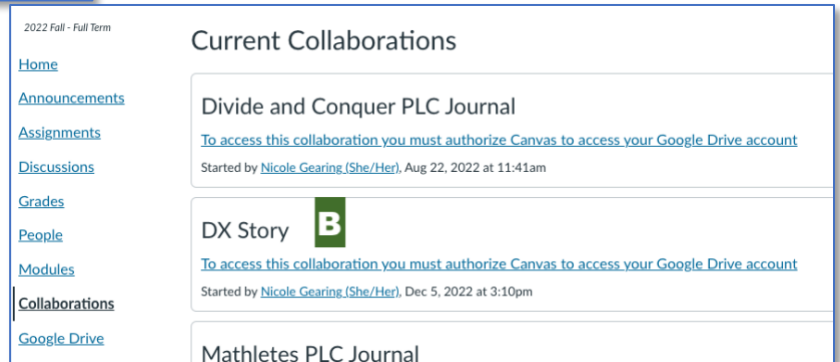 2022 Fall - Full Term
Home
Announcements
Assignments
Discussions
Grades
People
Modules
Collaborations
Google Drive
Current Collaborations
Divide and Conquer PLC Journal
To access this collaboration you must authorize Canvas to access your Google Drive account
Started by Nicole Gearing (She/Her), Aug 22, 2022 at 11:41am
DX Story B
To access this collaboration you must authorize Canvas to access your Google Drive account
Started by Nicole Gearing (She/Her), Dec 5, 2022 at 3:10pm
Mathletes PLC Journal